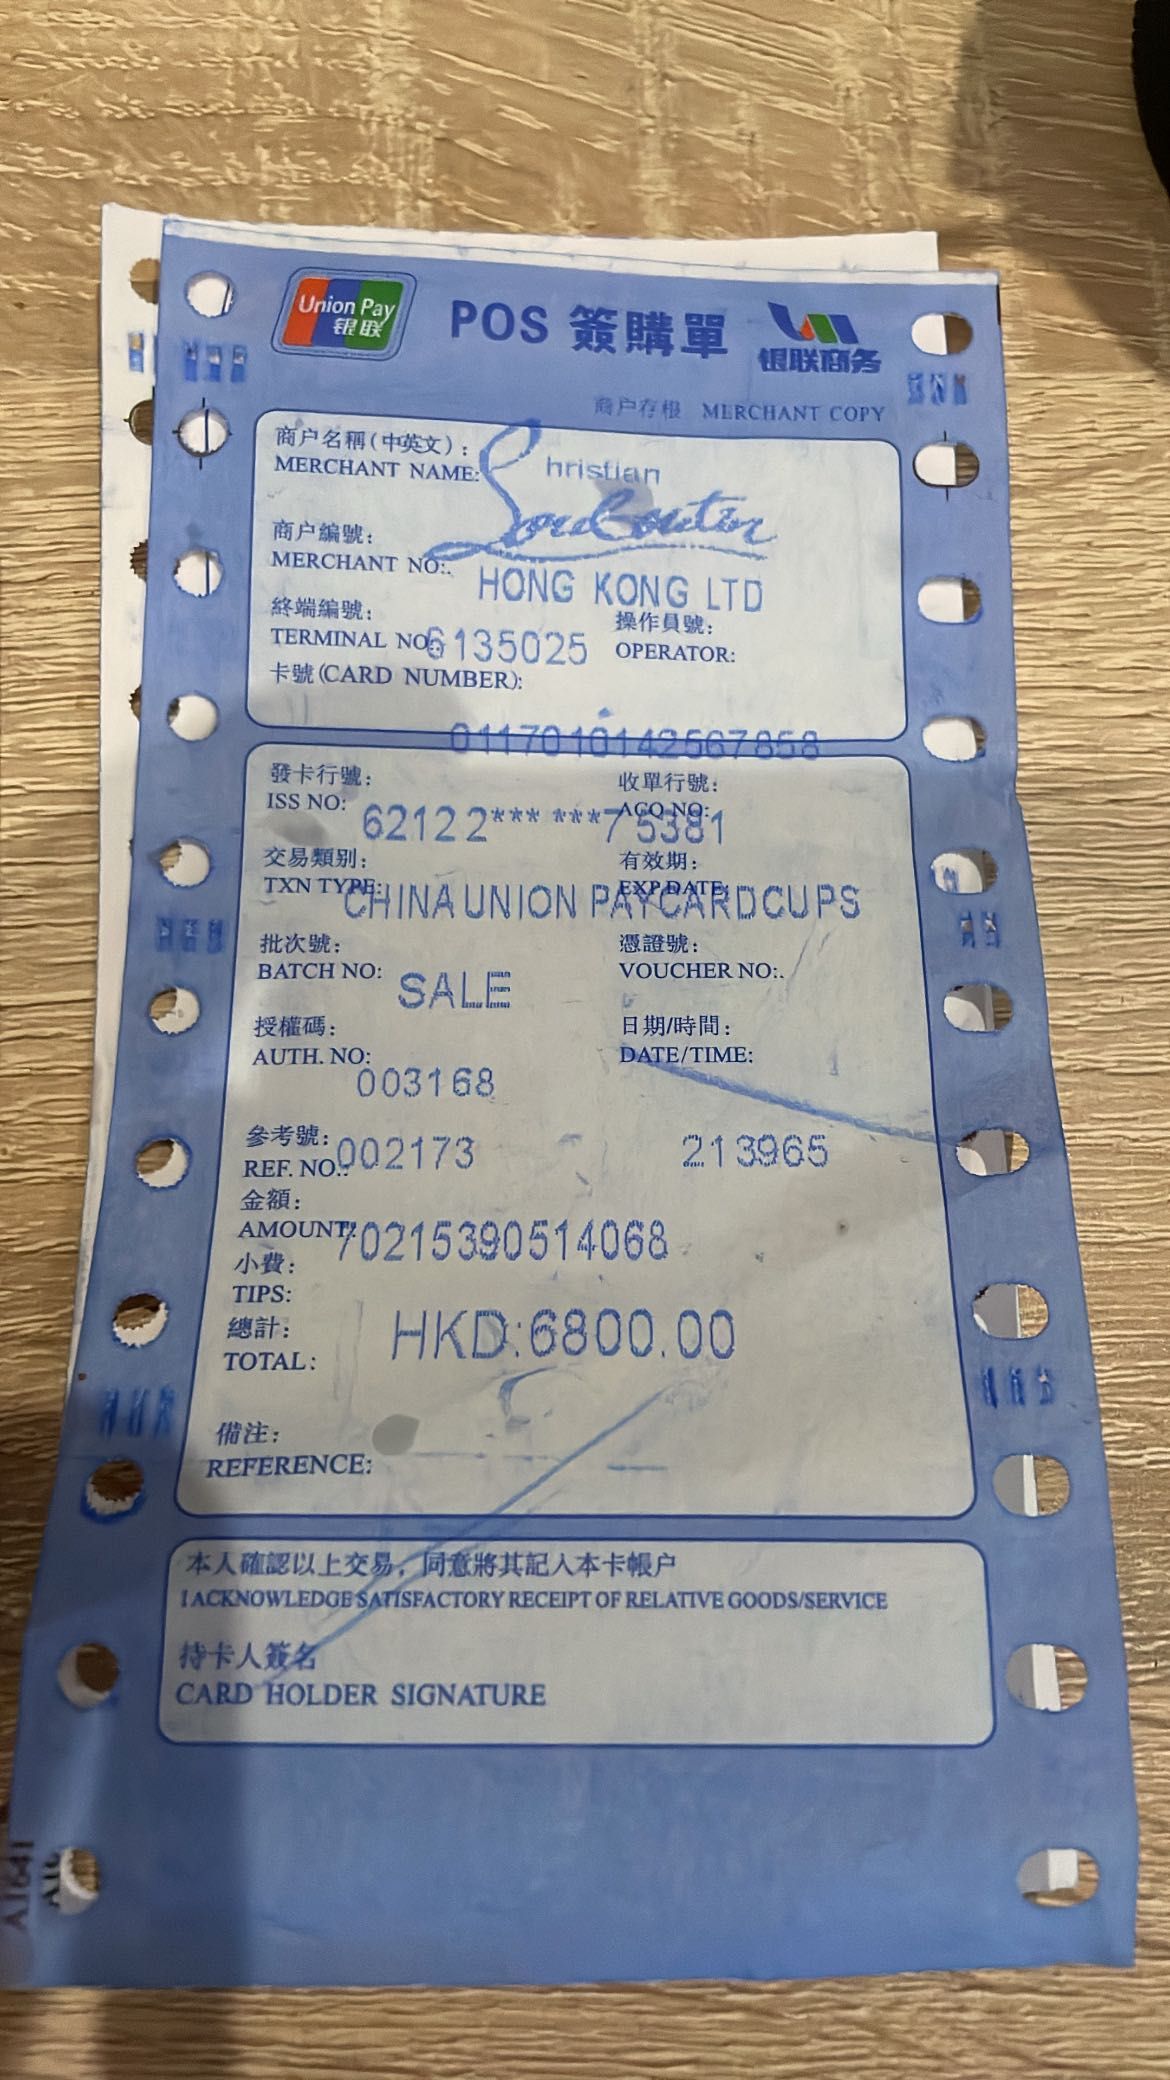 Union Pay
银联
POS 簽購單
银联商务
商户存根 MERCHANT COPY
商户名稱(中英文):
MERCHANT NAME:
Christian
Louboutin
商户編號:
MERCHANT NO:.
HONG KONG LTD
終端編號:
操作員號:
TERMINAL NO.:
6135025
OPERATOR:
卡號(CARD NUMBER):
0117010142567858
發卡行號:
收單行號:
ISS NO:
ACQ NO:
62122*** ***75381
交易類别:
有效期:
TXN TYPE:
EXP.DATE:
CHINA UNION PAYCARDCUPS
批次號:
憑證號:
BATCH NO:
VOUCHER NO:.
SALE
授權碼:
日期/時間:
AUTH. NO:
DATE/TIME:
003168
參考號:
REF. NO.:
002173 213965
金額:
AMOUNT:
70215390514068
小費:
TIPS:
總計:
TOTAL:
HKD:6800.00
備注:
REFERENCE:
本人確認以上交易，同意將其記入本卡帳户
I ACKNOWLEDGE SATISFACTORY RECEIPT OF RELATIVE GOODS/SERVICE
持卡人簽名
CARD HOLDER SIGNATURE